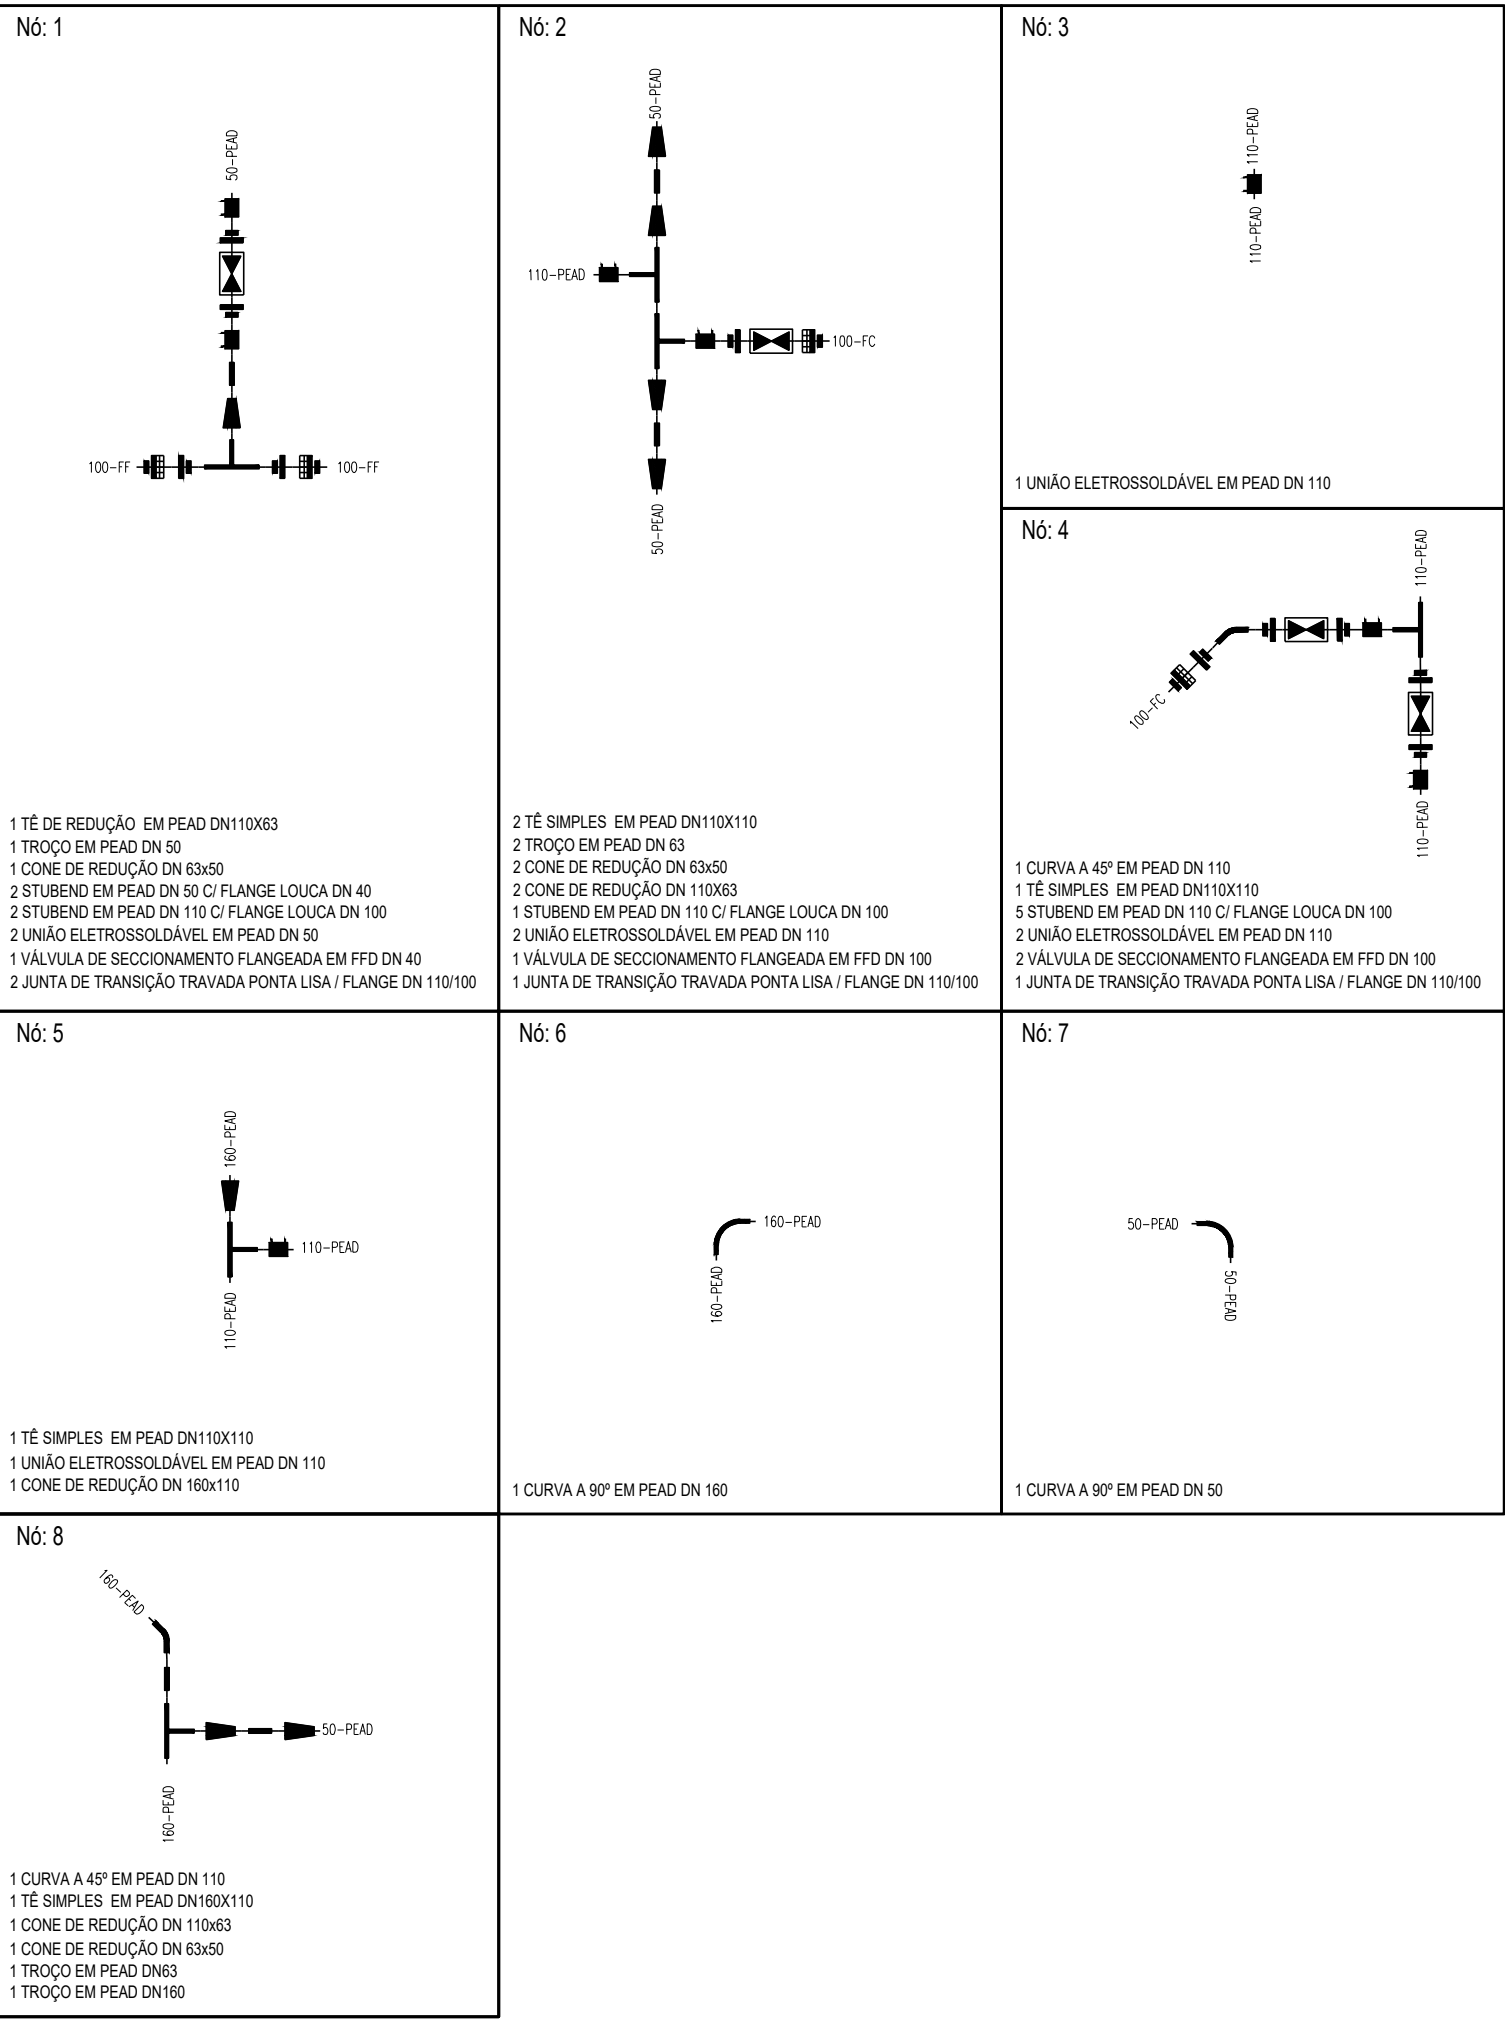 Nó: 1
50-PEAD
100-FF
100-FF
1 TÊ DE REDUÇÃO  EM PEAD DN110X63
1 TROÇO EM PEAD DN 50
1 CONE DE REDUÇÃO DN 63x50
2 STUBEND EM PEAD DN 50 C/ FLANGE LOUCA DN 40
2 STUBEND EM PEAD DN 110 C/ FLANGE LOUCA DN 100
2 UNIÃO ELETROSSOLDÁVEL EM PEAD DN 50
1 VÁLVULA DE SECCIONAMENTO FLANGEADA EM FFD DN 40
2 JUNTA DE TRANSIÇÃO TRAVADA PONTA LISA / FLANGE DN 110/100
Nó: 2
50-PEAD
110-PEAD
100-FC
50-PEAD
2 TÊ SIMPLES  EM PEAD DN110X110
2 TROÇO EM PEAD DN 63
2 CONE DE REDUÇÃO DN 63x50
2 CONE DE REDUÇÃO DN 110X63
1 STUBEND EM PEAD DN 110 C/ FLANGE LOUCA DN 100
2 UNIÃO ELETROSSOLDÁVEL EM PEAD DN 110
1 VÁLVULA DE SECCIONAMENTO FLANGEADA EM FFD DN 100
1 JUNTA DE TRANSIÇÃO TRAVADA PONTA LISA / FLANGE DN 110/100
Nó: 3
110-PEAD
110-PEAD
1 UNIÃO ELETROSSOLDÁVEL EM PEAD DN 110
Nó: 4
110-PEAD
100-FC
110-PEAD
1 CURVA A 45º EM PEAD DN 110
1 TÊ SIMPLES  EM PEAD DN110X110
5 STUBEND EM PEAD DN 110 C/ FLANGE LOUCA DN 100
2 UNIÃO ELETROSSOLDÁVEL EM PEAD DN 110
2 VÁLVULA DE SECCIONAMENTO FLANGEADA EM FFD DN 100
1 JUNTA DE TRANSIÇÃO TRAVADA PONTA LISA / FLANGE DN 110/100
Nó: 5
160-PEAD
110-PEAD
110-PEAD
1 TÊ SIMPLES  EM PEAD DN110X110
1 UNIÃO ELETROSSOLDÁVEL EM PEAD DN 110
1 CONE DE REDUÇÃO DN 160x110
Nó: 6
160-PEAD
160-PEAD
1 CURVA A 90º EM PEAD DN 160
Nó: 7
50-PEAD
50-PEAD
1 CURVA A 90º EM PEAD DN 50
Nó: 8
160-PEAD
50-PEAD
160-PEAD
1 CURVA A 45º EM PEAD DN 110
1 TÊ SIMPLES  EM PEAD DN160X110
1 CONE DE REDUÇÃO DN 110x63
1 CONE DE REDUÇÃO DN 63x50
1 TROÇO EM PEAD DN63
1 TROÇO EM PEAD DN160